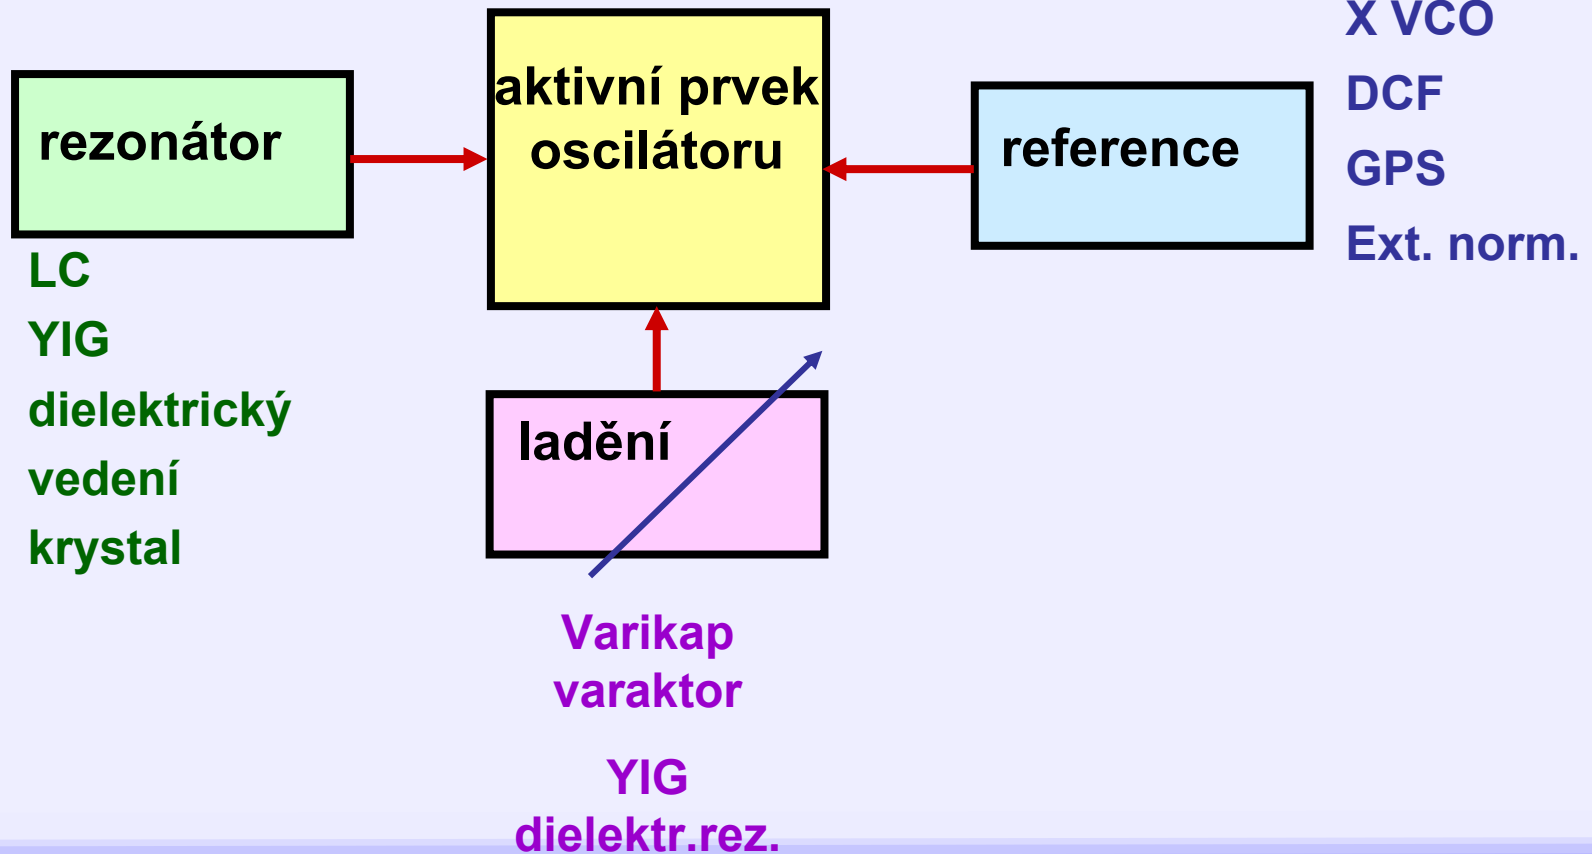 rezonátor
LC
YIG
dielektrický
vedení
krystal
aktivní prvek
oscilátoru
ladění
Varikap
varaktor
YIG
dielektr.rez.
reference
X VCO
DCF
GPS
Ext. norm.